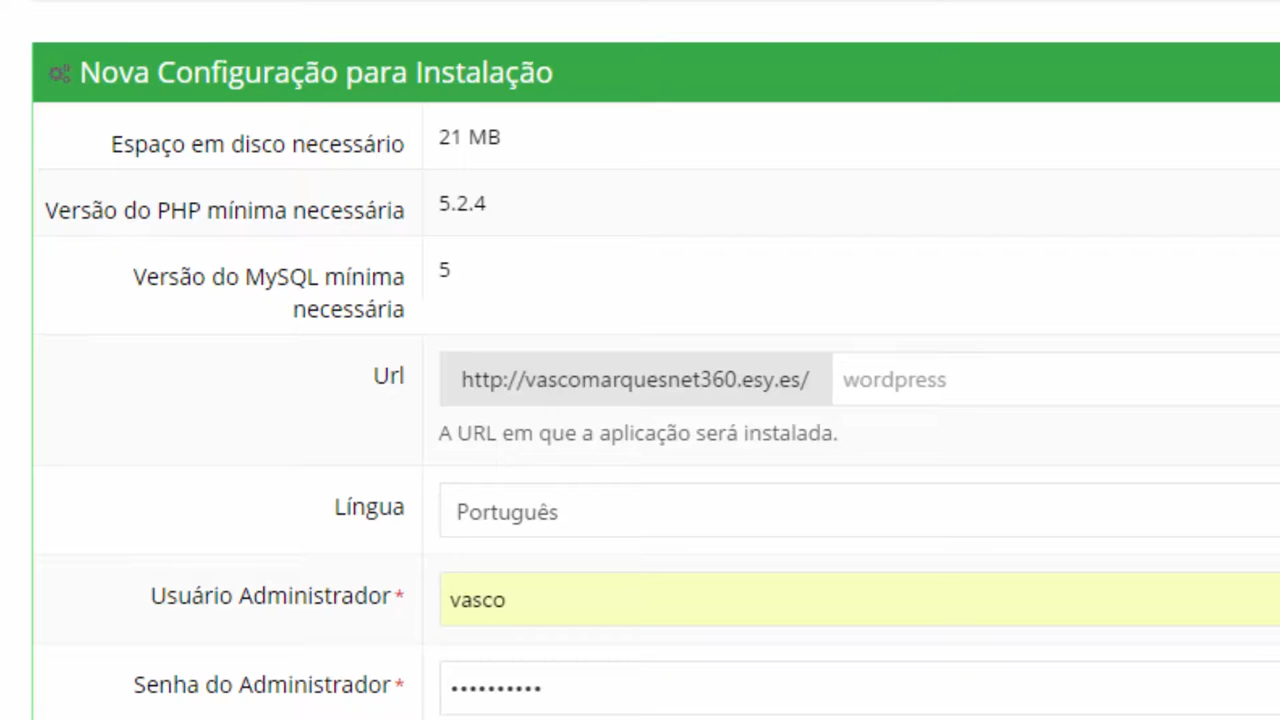 Nova Configuração para Instalação
Espaço em disco necessário 21 MB
Versão do PHP mínima necessária 5.2.4
Versão do MySQL mínima 5
necessária
Url http://vascomarquesnet360.esy.es/ wordpress
A URL em que a aplicação será instalada.
Língua Português
Usuário Administrador* vasco
Senha do Administrador* ••••••••••